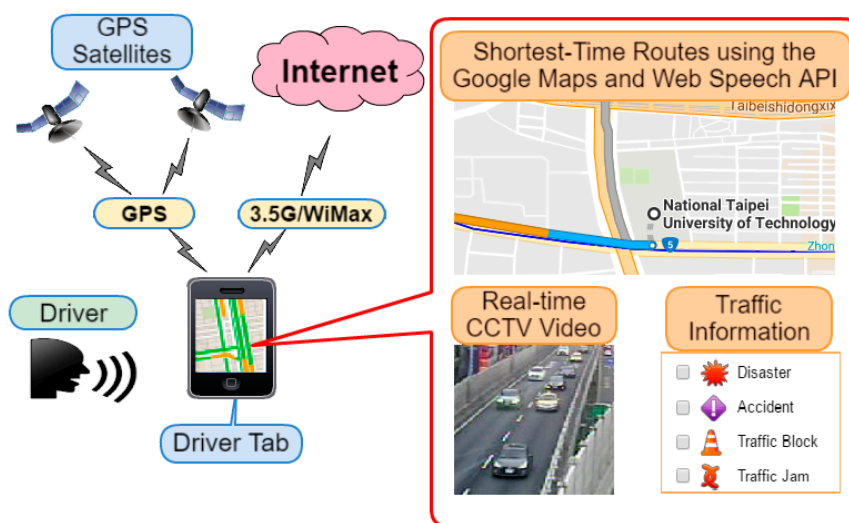 GPS
Satellites
Internet
GPS
3.5G/WiMax
Driver
Driver Tab
Shortest-Time Routes using the
Google Maps and Web Speech API
Taibeishidongxi
National Taipei
University of Technology
5
Zhon
Real-time
CCTV Video
Traffic
Information
Disaster
Accident
Traffic Block
Traffic Jam